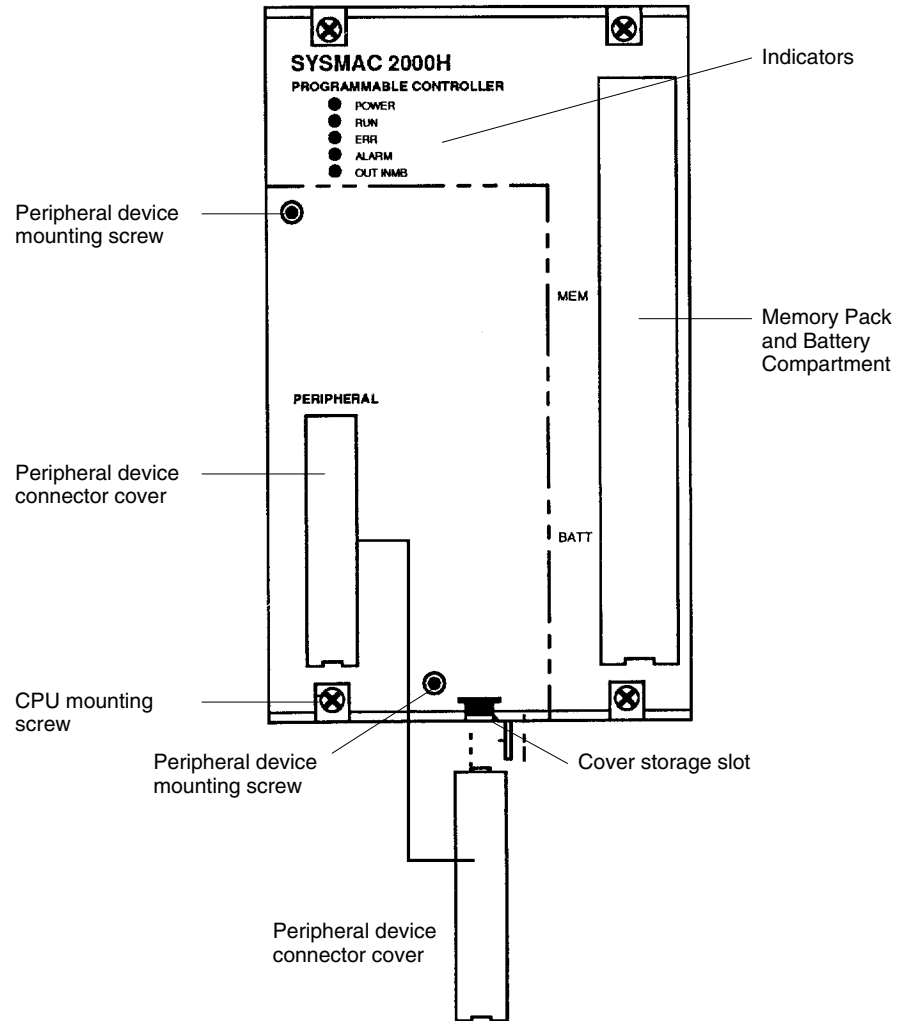 SYSMAC 2000H
PROGRAMMABLE CONTROLLER
POWER
RUN
ERR
ALARM
OUT INMB
Indicators
Peripheral device
mounting screw
MEM
Memory Pack
and Battery
Compartment
PERIPHERAL
Peripheral device
connector cover
BATT
CPU mounting
screw
Peripheral device
mounting screw
Cover storage slot
Peripheral device
connector cover